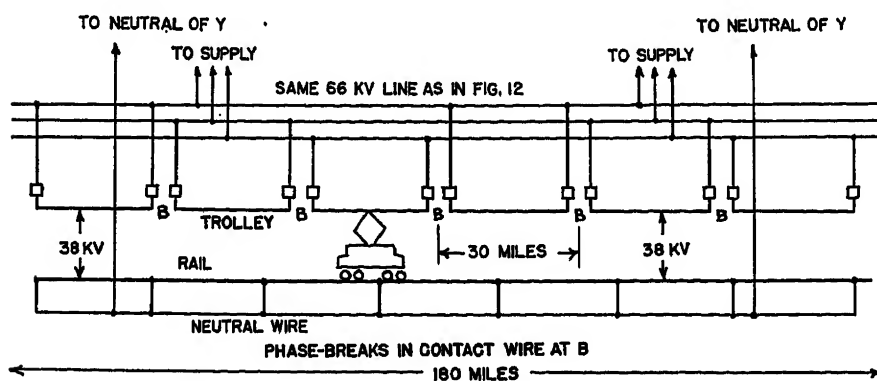 TO NEUTRAL OF Y
TO NEUTRAL OF Y
TO SUPPLY
TO SUPPLY
SAME 66 KV LINE AS IN FIG. 12
B
B
B
B
B
TROLLEY
38 KV
30 MILES
38 KV
RAIL
NEUTRAL WIRE
PHASE-BREAKS IN CONTACT WIRE AT B
180 MILES